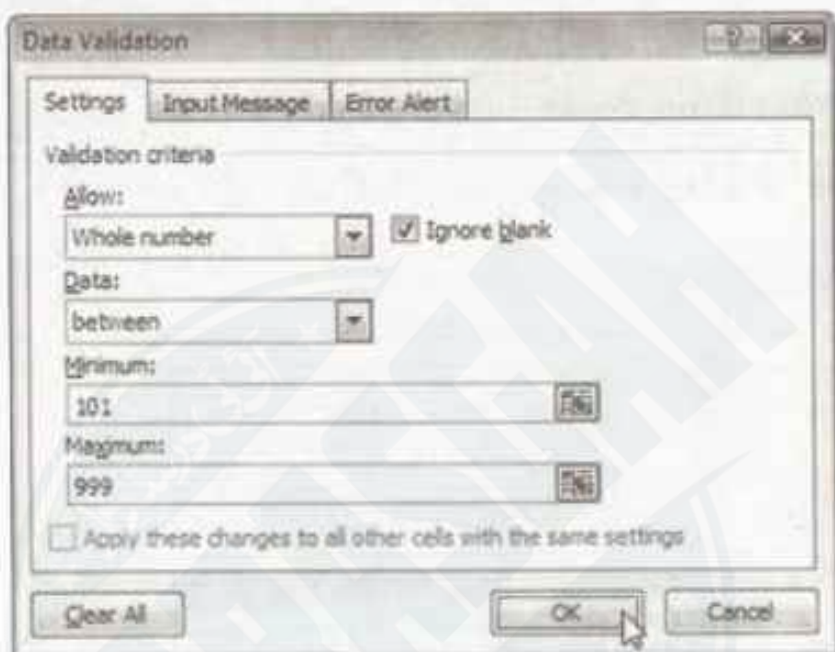 Data Validation
Settings
Input Message
Error Alert
Validation criteria
Allow:
Whole number
Ignore blank
Data:
between
Minimum:
101
Maximum:
999
Apply these changes to all other cells with the same settings
Clear All
OK
Cancel